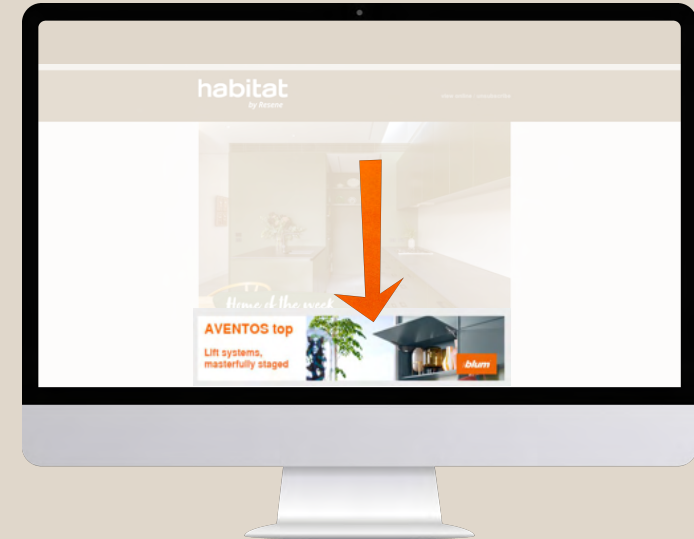 habitat
by Resene
Home of the week
AVENTOS top
Lift systems,
masterfully staged
blum